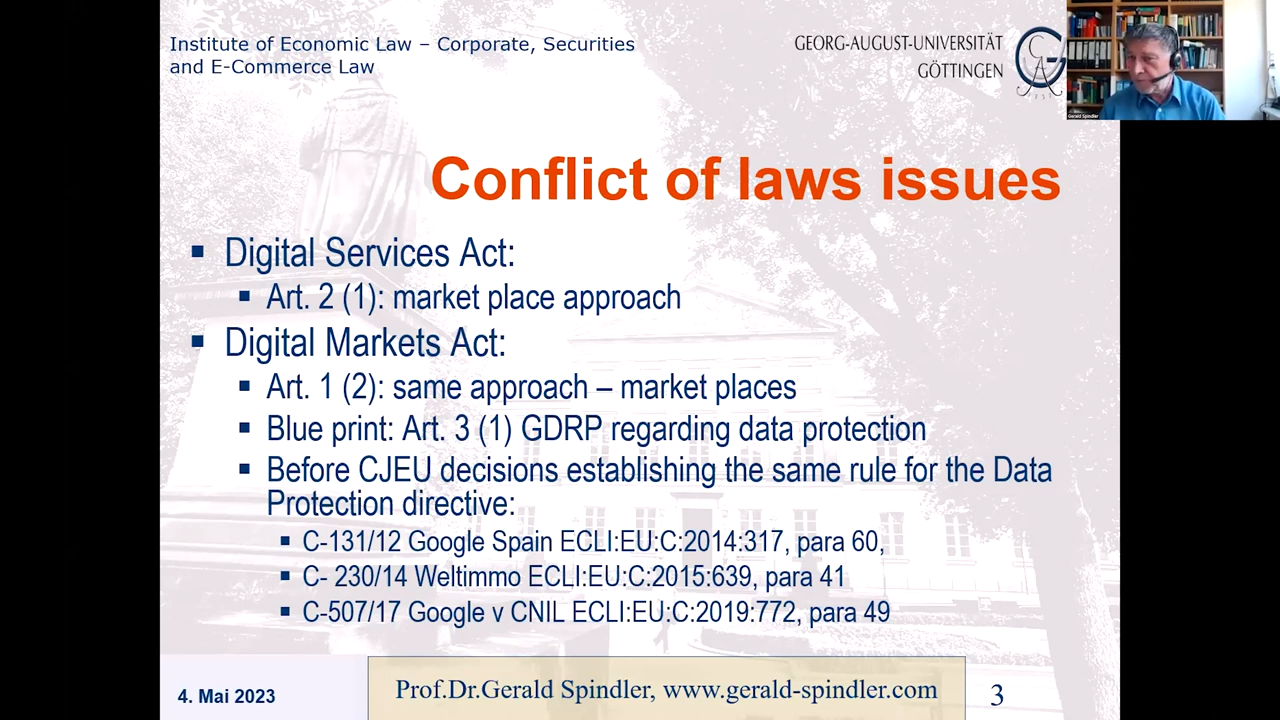 Institute of Economic Law – Corporate, Securities
and E-Commerce Law
GEORG-AUGUST-UNIVERSITÄT
GÖTTINGEN
Gerald Spindler
Conflict of laws issues
▪ Digital Services Act:
▪ Art. 2 (1): market place approach
▪ Digital Markets Act:
▪ Art. 1 (2): same approach – market places
▪ Blue print: Art. 3 (1) GDRP regarding data protection
▪ Before CJEU decisions establishing the same rule for the Data
Protection directive:
▪ C-131/12 Google Spain ECLI:EU:C:2014:317, para 60,
▪ C- 230/14 Weltimmo ECLI:EU:C:2015:639, para 41
▪ C-507/17 Google v CNIL ECLI:EU:C:2019:772, para 49
4. Mai 2023
Prof.Dr.Gerald Spindler, www.gerald-spindler.com
3